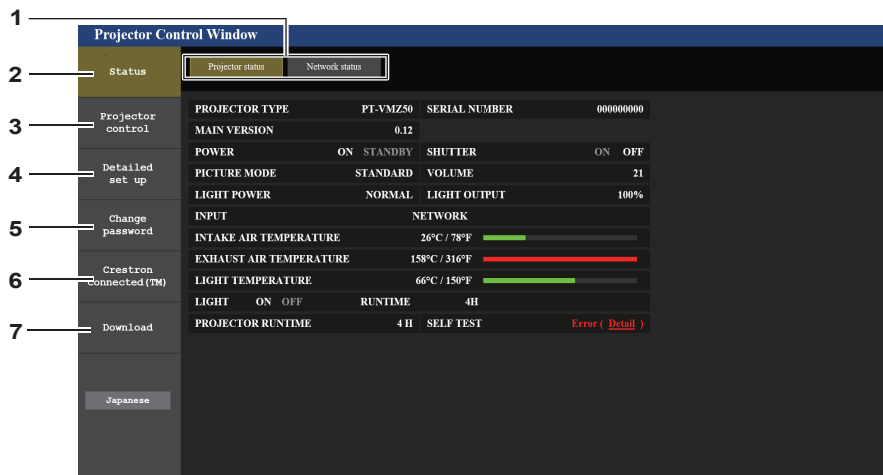 1
Projector Control Window
2
Status
Projector status Network status
PROJECTOR TYPE PT-VMZ50 SERIAL NUMBER 000000000
3
Projector
control
MAIN VERSION 0.12
POWER ON STANDBY SHUTTER ON OFF
4
Detailed
set up
PICTURE MODE STANDARD VOLUME 21
LIGHT POWER NORMAL LIGHT OUTPUT 100%
5
Change
password
INPUT NETWORK
INTAKE AIR TEMPERATURE 26°C / 78°F
EXHAUST AIR TEMPERATURE 158°C / 316°F
6
Crestron
Connected(TM)
LIGHT TEMPERATURE 66°C / 150°F
LIGHT ON OFF RUNTIME 4H
7
Download
PROJECTOR RUNTIME 4 H SELF TEST Error ( Detail )
Japanese